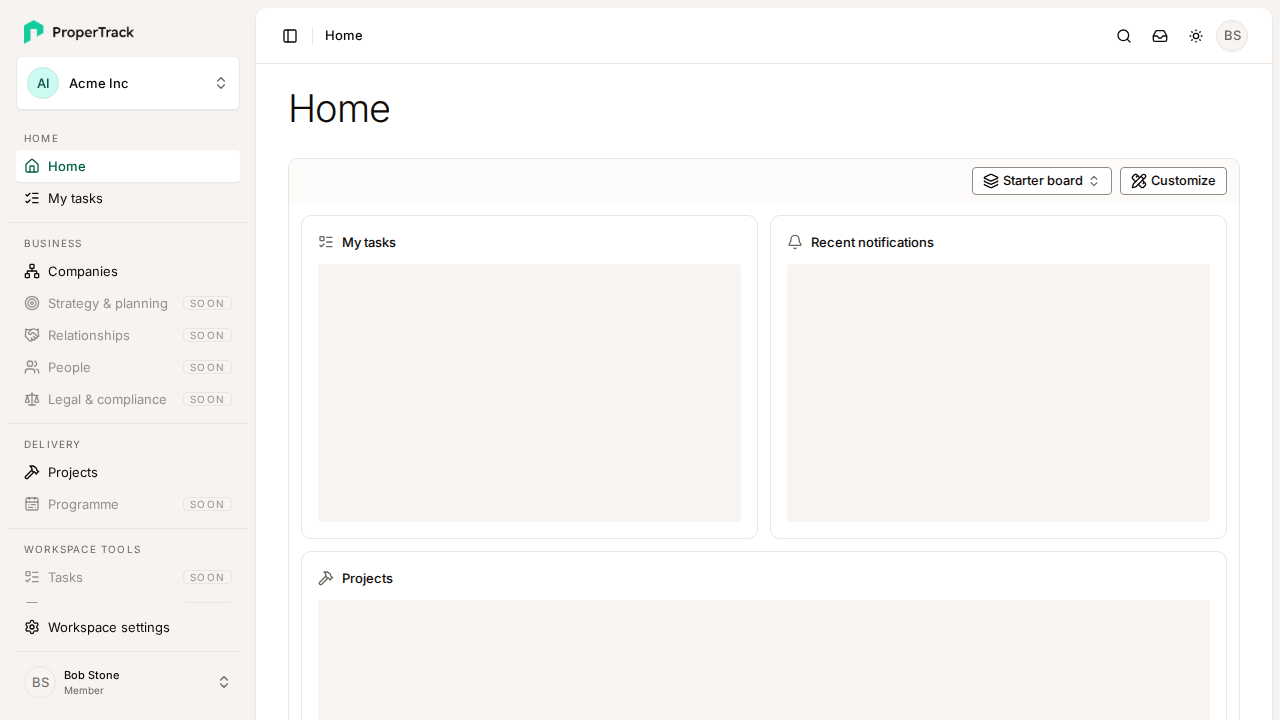 ProperTrack
AI
Acme Inc
HOME
Home
My tasks
BUSINESS
Companies
Strategy & planning SOON
Relationships SOON
People SOON
Legal & compliance SOON
DELIVERY
Projects
Programme SOON
WORKSPACE TOOLS
Tasks SOON
Workspace settings
BS
Bob Stone
Member
Home
BS
Home
Starter board
Customize
My tasks
Recent notifications
Projects